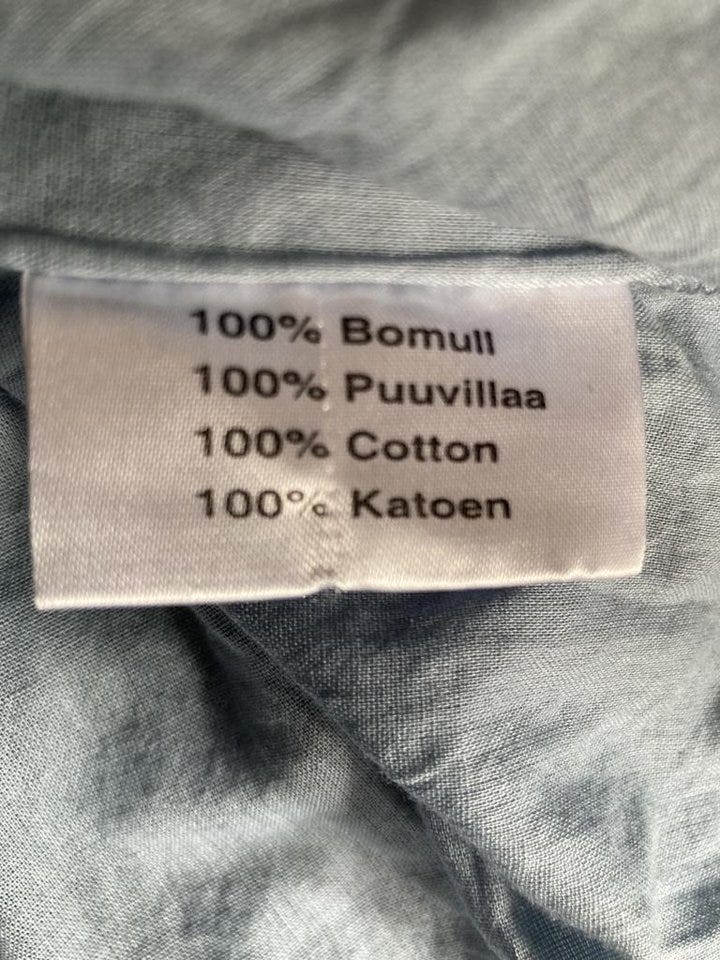 100% Bomull
100% Puuvillaa
100% Cotton
100% Katoen